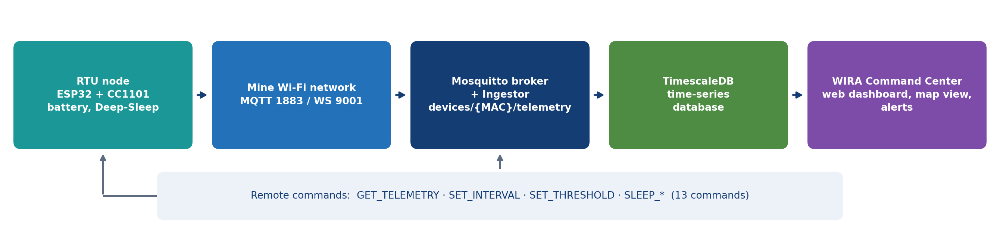 RTU node
ESP32 + CC1101
battery, Deep-Sleep
Mine Wi-Fi network
MQTT 1883 / WS 9001
Mosquitto broker
+ Ingestor
devices/{MAC}/telemetry
TimescaleDB
time-series
database
WIRA Command Center
web dashboard, map view,
alerts
Remote commands:  GET_TELEMETRY · SET_INTERVAL · SET_THRESHOLD · SLEEP_*  (13 commands)